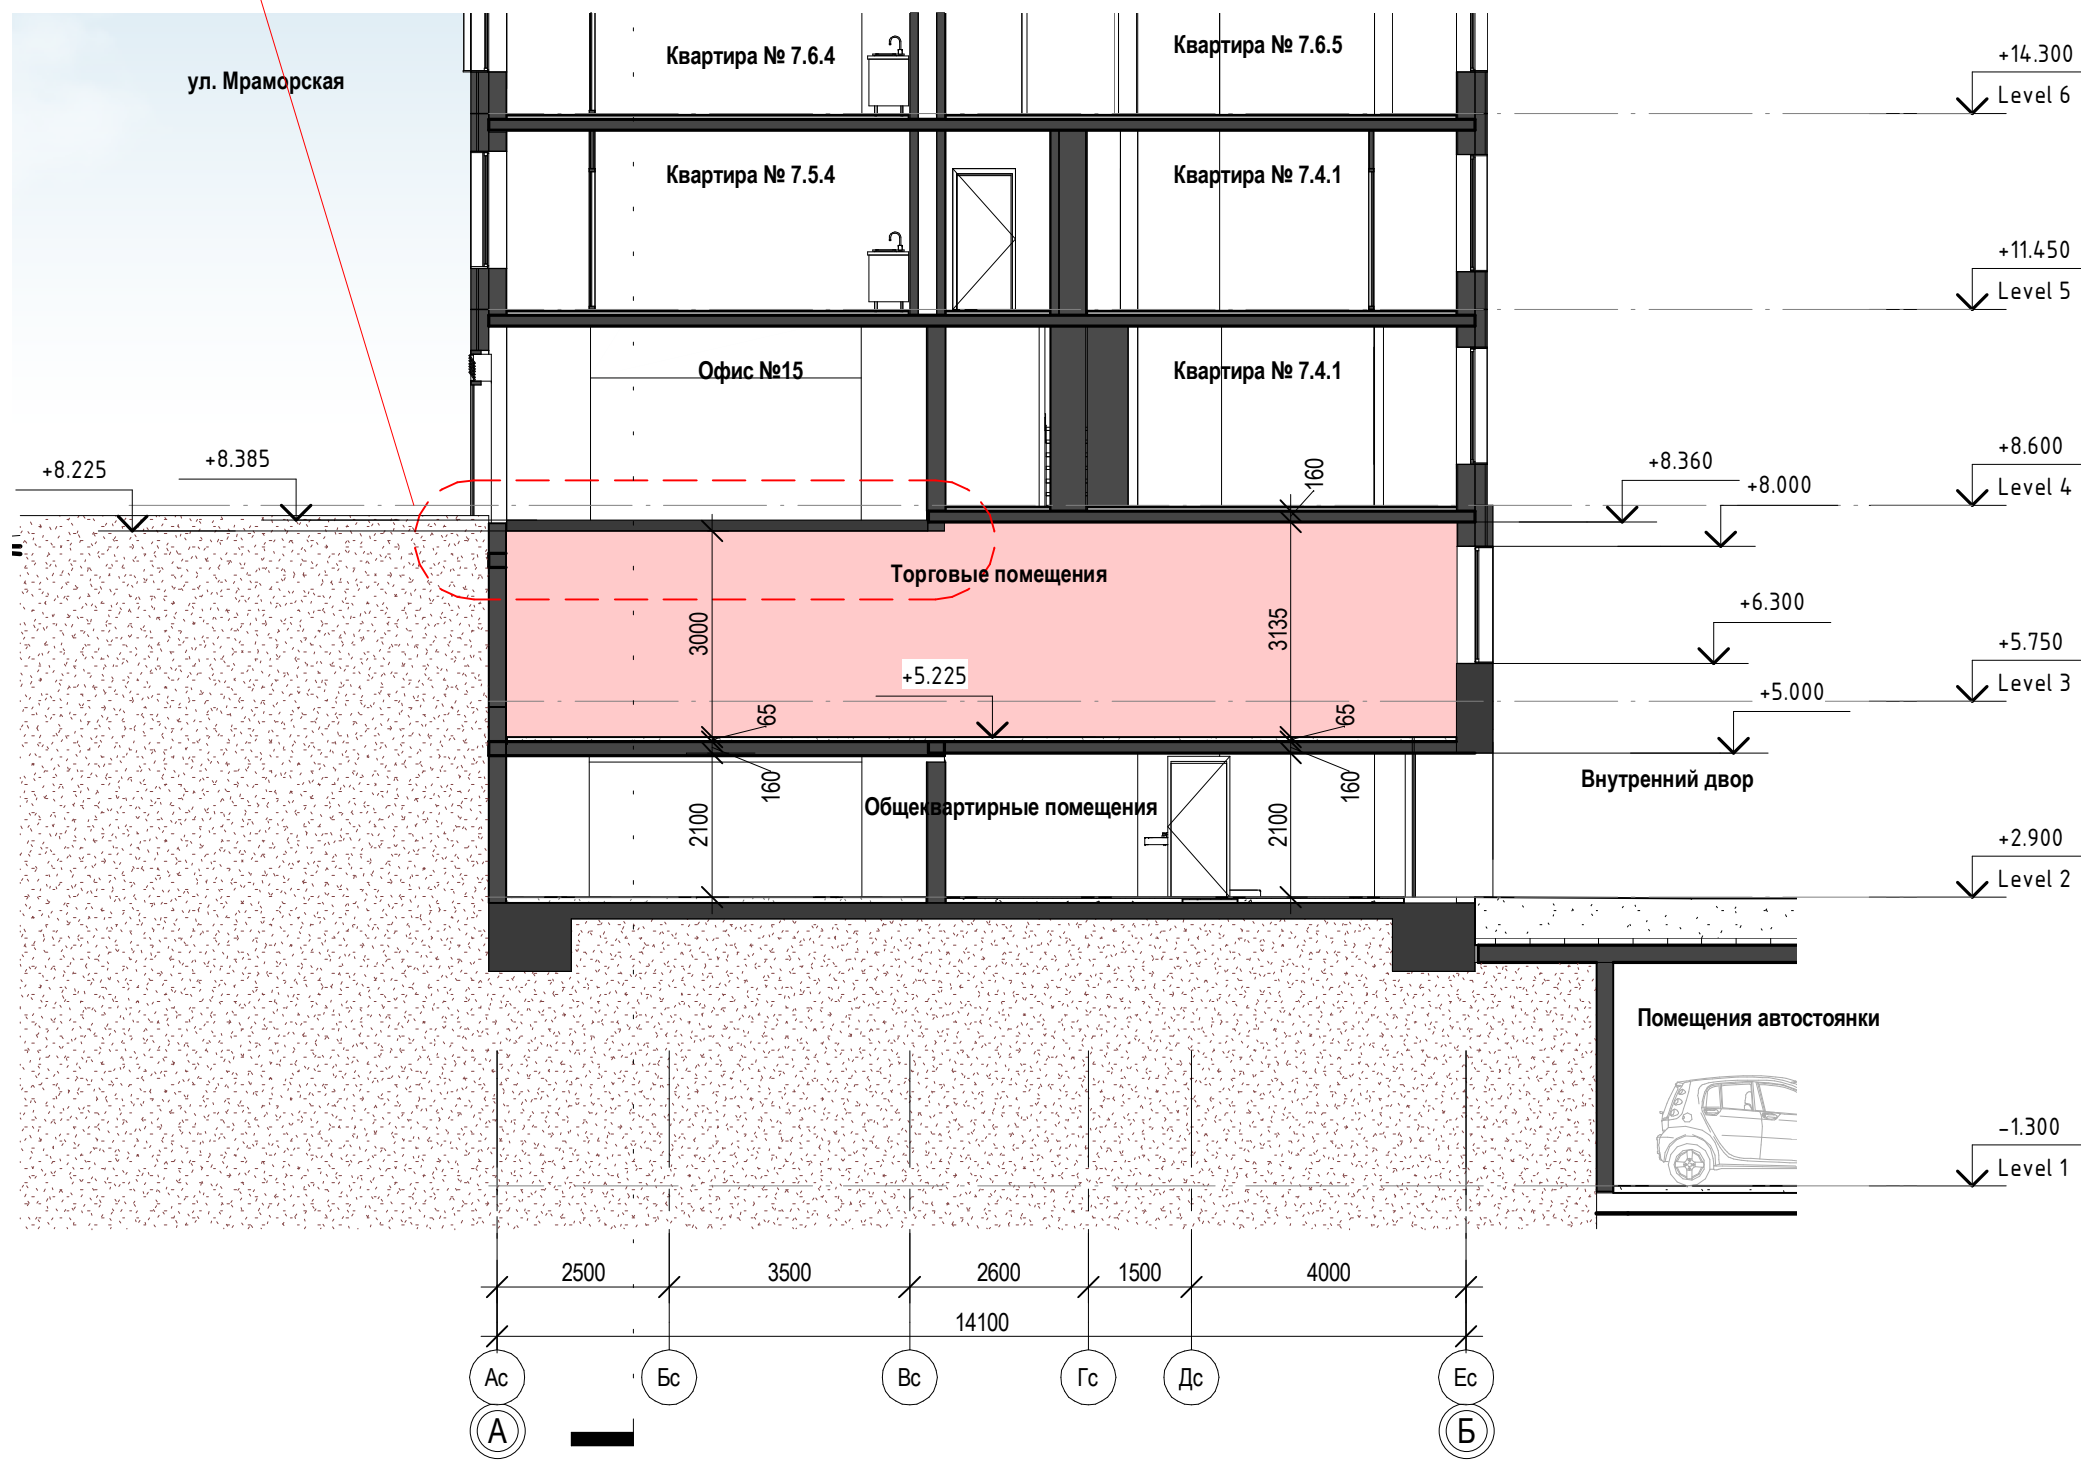 Квартира № 7.6.4
Квартира № 7.6.5
+14.300
Level 6
ул. Мраморская
Квартира № 7.5.4
Квартира № 7.4.1
+11.450
Level 5
Офис №15
Квартира № 7.4.1
+8.225
+8.385
160
+8.360
+8.000
+8.600
Level 4
Торговые помещения
3000
3135
+6.300
+5.225
+5.750
Level 3
+5.000
65
65
160
160
Внутренний двор
Общеквартирные помещения
2100
2100
+2.900
Level 2
Помещения автостоянки
-1.300
Level 1
2500
3500
2600
1500
4000
14100
Ас
Бс
Вс
Гс
Дс
Ес
А
Б